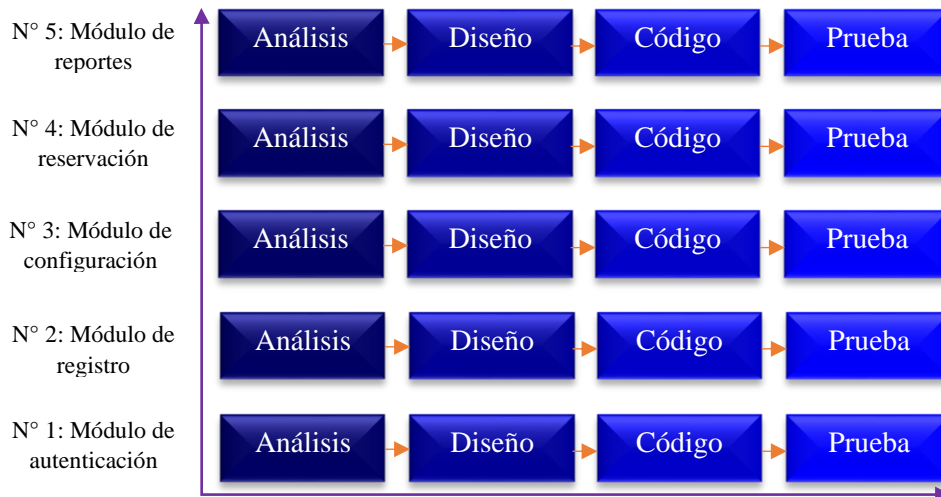 N° 5: Módulo de
reportes
Análisis
Diseño
Código
Prueba
N° 4: Módulo de
reservación
Análisis
Diseño
Código
Prueba
N° 3: Módulo de
configuración
Análisis
Diseño
Código
Prueba
N° 2: Módulo de
registro
Análisis
Diseño
Código
Prueba
N° 1: Módulo de
autenticación
Análisis
Diseño
Código
Prueba